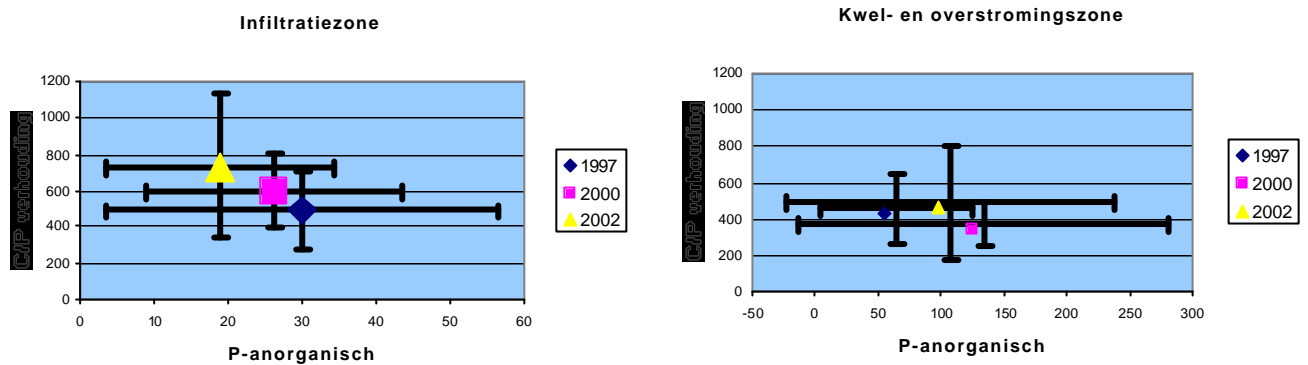 Infiltratiezone
1200
1000
800
600
400
200
0
0 10 20 30 40 50 60
C/P verhouding
P-anorganisch
1997
2000
2002
Kwel- en overstromingszone
1200
1000
800
600
400
200
0
-50 0 50 100 150 200 250 300
C/P verhouding
P-anorganisch
1997
2000
2002